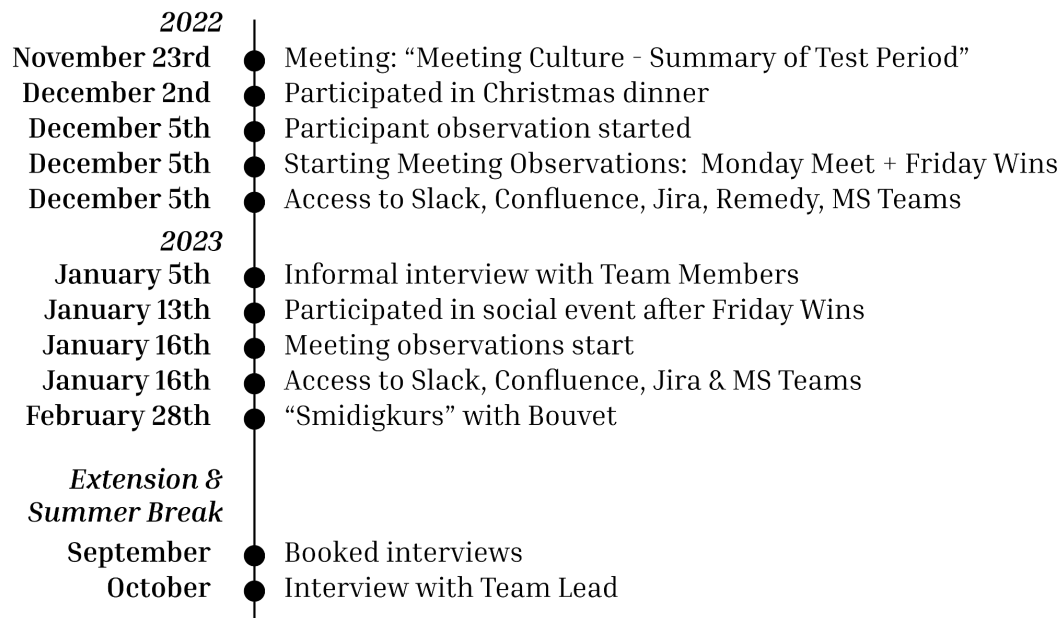 2022
November 23rd Meeting: “Meeting Culture - Summary of Test Period”
December 2nd Participated in Christmas dinner
December 5th Participant observation started
December 5th Starting Meeting Observations: Monday Meet + Friday Wins
December 5th Access to Slack, Confluence, Jira, Remedy, MS Teams
2023
January 5th Informal interview with Team Members
January 13th Participated in social event after Friday Wins
January 16th Meeting observations start
January 16th Access to Slack, Confluence, Jira & MS Teams
February 28th “Smidigkurs” with Bouvet
Extension &
Summer Break
September Booked interviews
October Interview with Team Lead